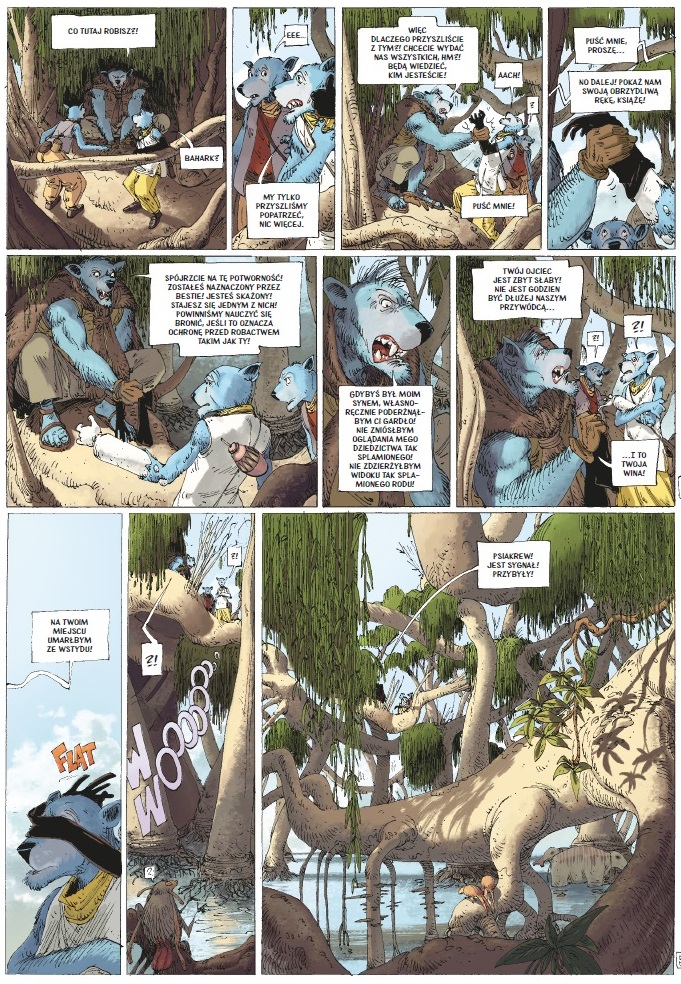 CO TUTAJ ROBISZ?!
BAHARK?
EEE...
MY TYLKO
PRZYSZLIŚMY
POPATRZEĆ,
NIC WIĘCEJ.
WIĘC
DLACZEGO PRZYSZLIŚCIE
Z TYM?! CHCECIE WYDAĆ
NAS WSZYSTKICH, HM?!
BĘDĄ WIEDZIEĆ,
KIM JESTEŚCIE!
AACH!
?
PUŚĆ MNIE!
PUŚĆ MNIE,
PROSZĘ...
NO DALEJ! POKAŻ NAM
SWOJĄ OBRZYDLIWĄ
RĘKĘ, KSIĄŻĘ!
SPÓJRZCIE NA TĘ POTWORNOŚĆ!
ZOSTAŁEŚ NAZNACZONY PRZEZ
BESTIE! JESTEŚ SKAŻONY!
STAJESZ SIĘ JEDNYM Z NICH!
POWINNIŚMY NAUCZYĆ SIĘ
BRONIĆ, JEŚLI TO OZNACZA
OCHRONĘ PRZED ROBACTWEM
TAKIM JAK TY!
GDYBYŚ BYŁ MOIM
SYNEM, WŁASNO-
RĘCZNIE PODERŻNĄŁ-
BYM CI GARDŁO!
NIE ZNIÓSŁBYM
OGLĄDANIA MEGO
DZIEDZICTWA TAK
SPLAMIONEGO!
NIE ZDZIERŻYŁBYM
WIDOKU TAK SPLA-
MIONEGO RODU!
TWÓJ OJCIEC
JEST ZBYT SŁABY!
NIE JEST GODZIEN
BYĆ DŁUŻEJ NASZYM
PRZYWÓDCĄ...
?!
?!
...I TO
TWOJA
WINA!
NA TWOIM
MIEJSCU
UMARŁBYM
ZE WSTYDU!
FLAT
?!
?!
MWOOOOOO
?
PSIAKREW!
JEST SYGNAŁ!
PRZYBYŁY!